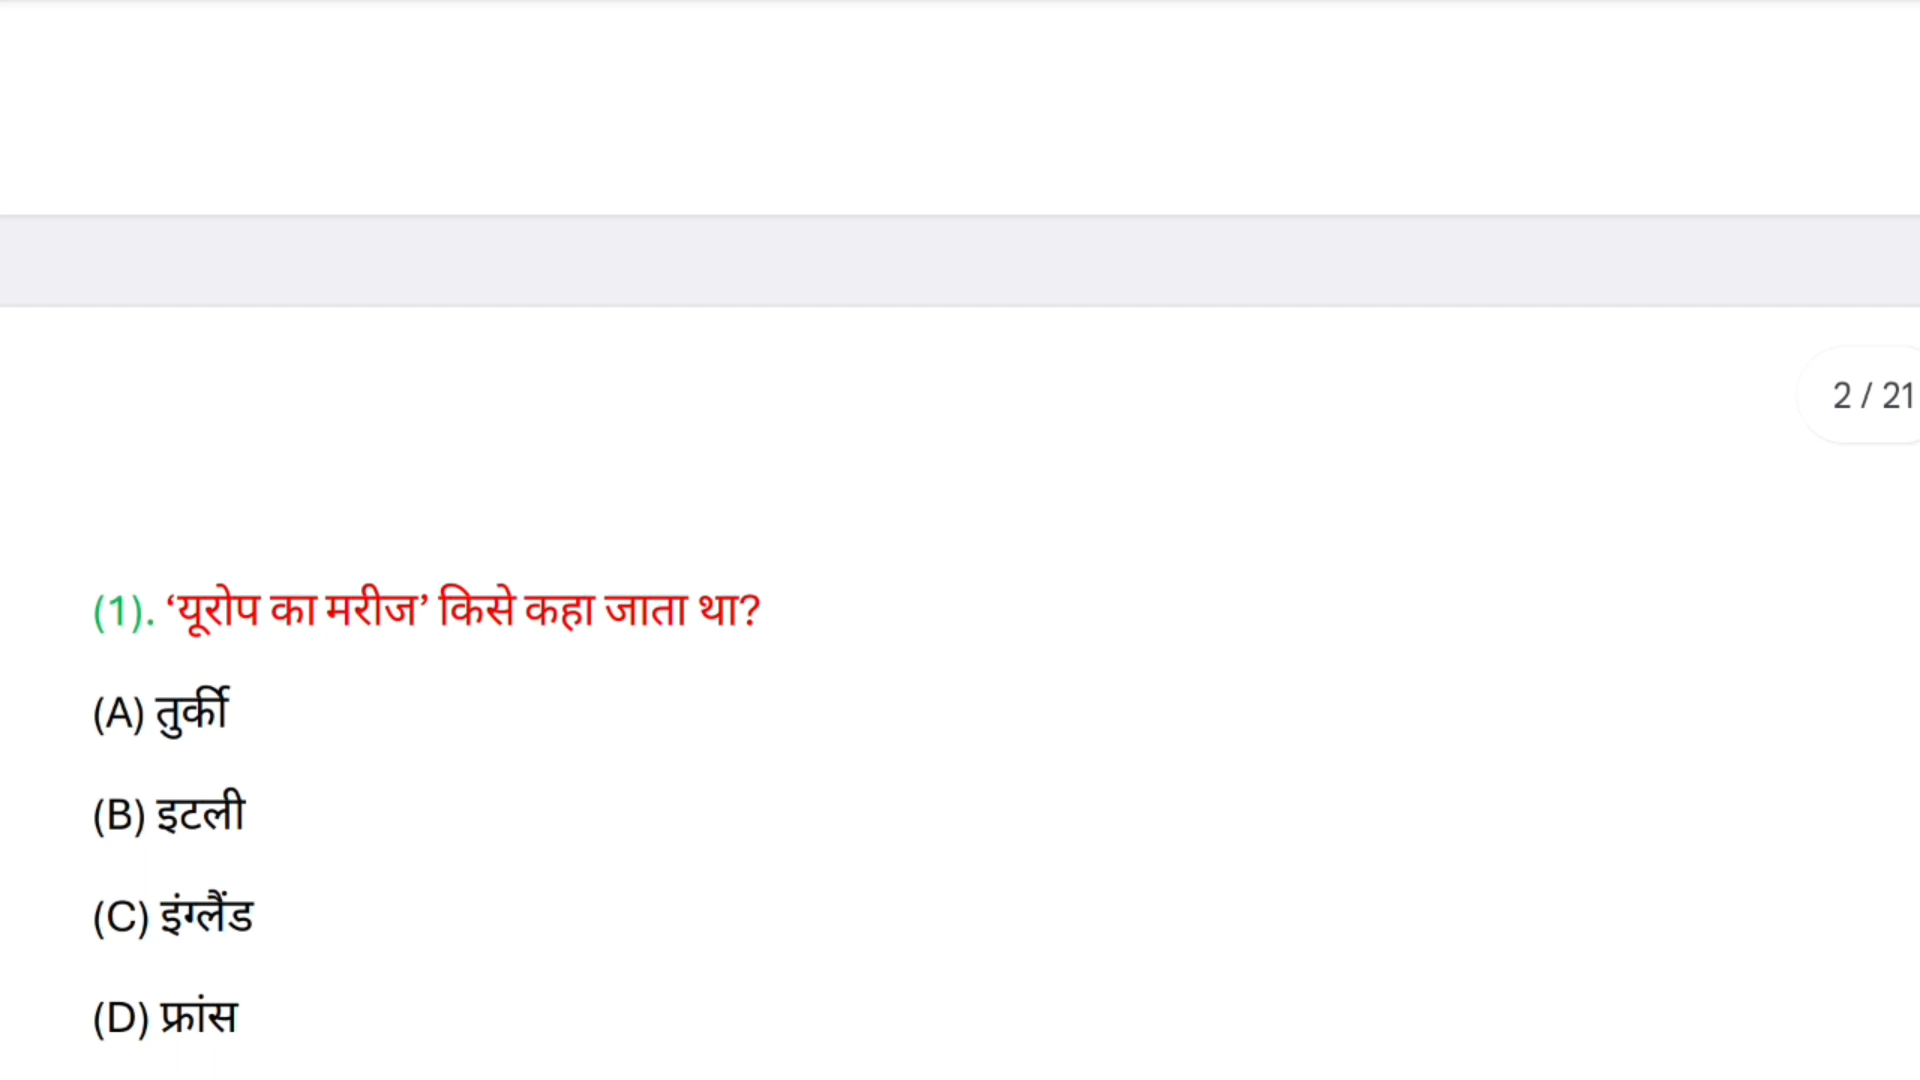 2 / 21
(1). ‘यूरोप का मरीज’ किसे कहा जाता था?
(A) तुर्की
(B) इटली
(C) इंग्लैंड
(D) फ्रांस